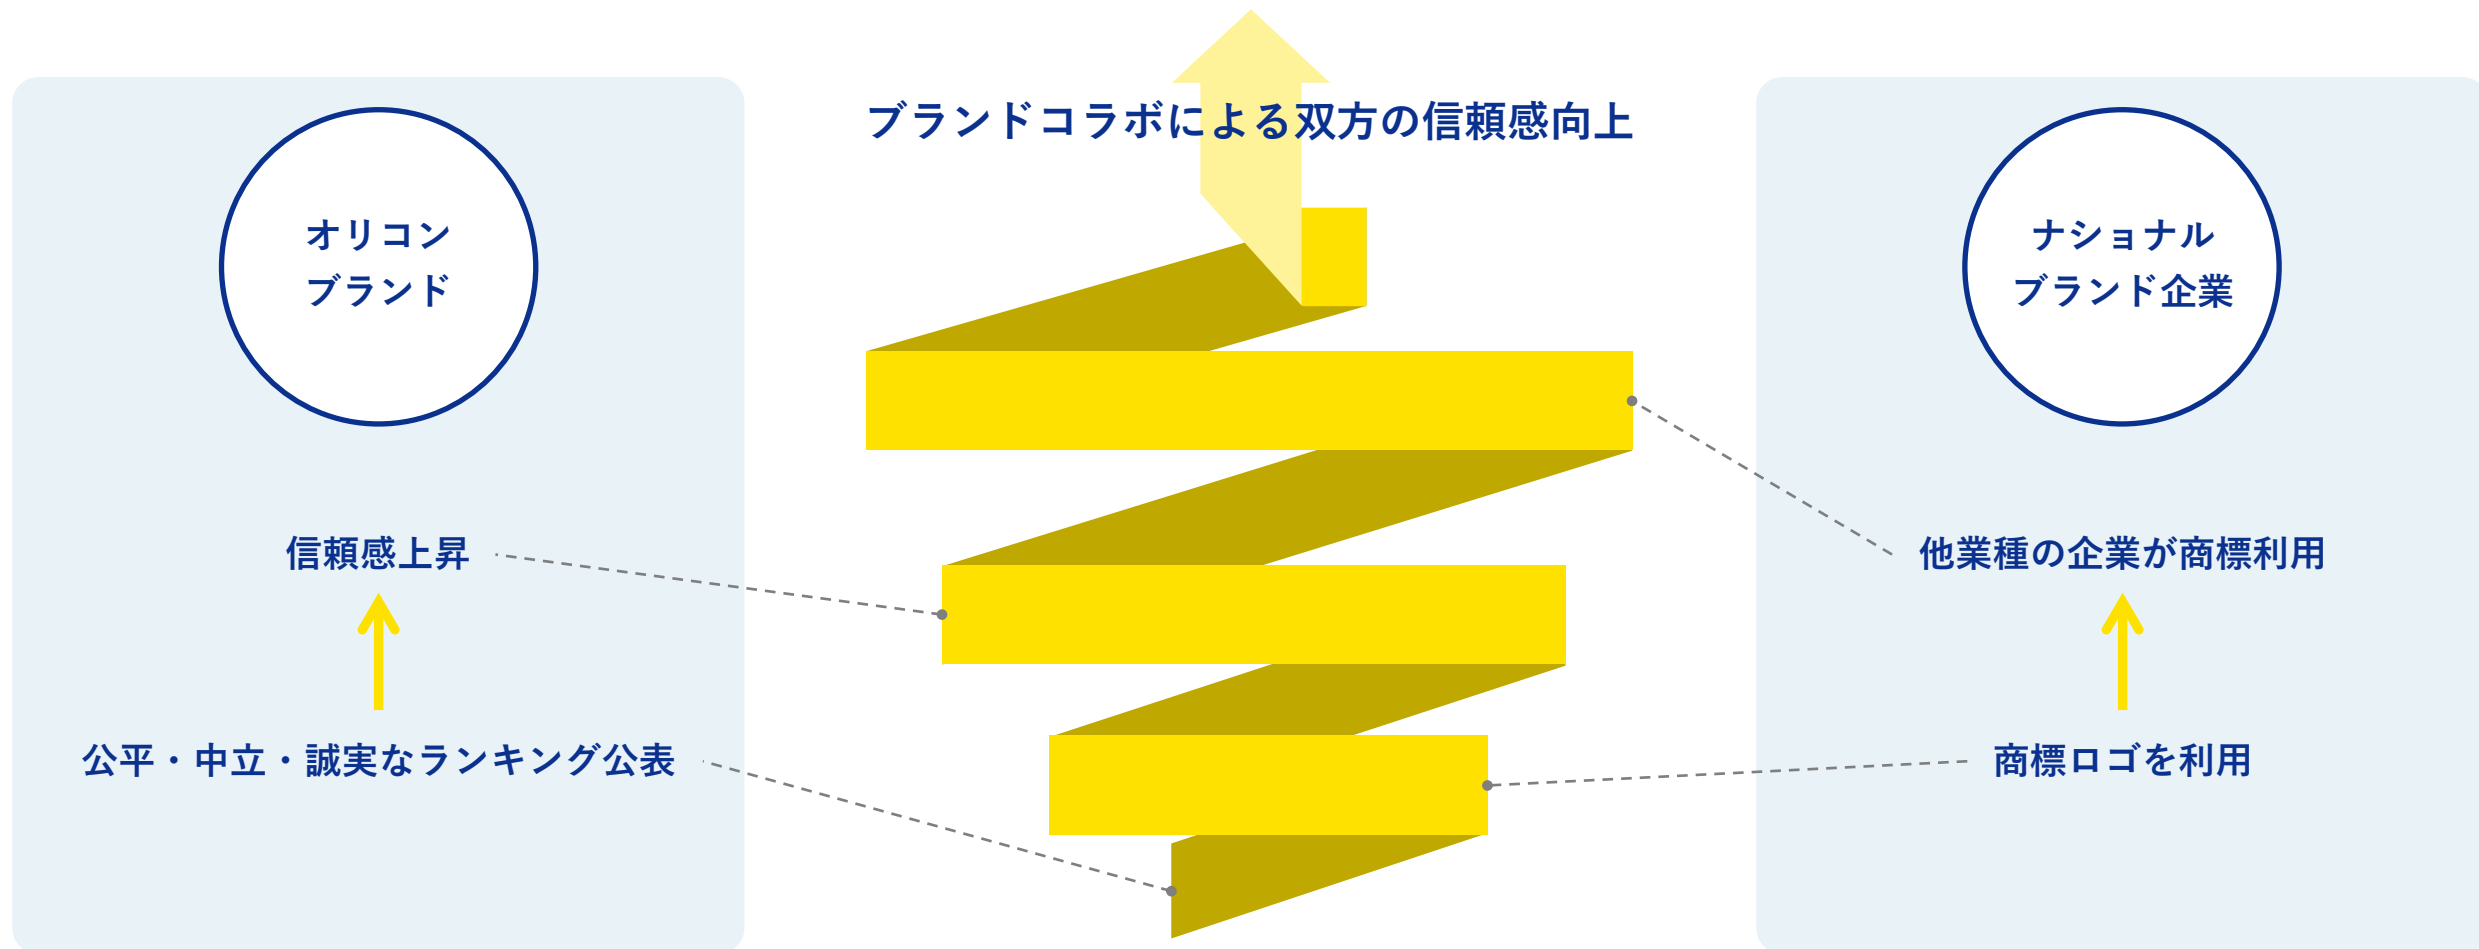 ブランドコラボによる双方の信頼感向上
オリコン
ブランド
信頼感上昇
公平・中立・誠実なランキング公表
ナショナル
ブランド企業
他業種の企業が商標利用
商標ロゴを利用